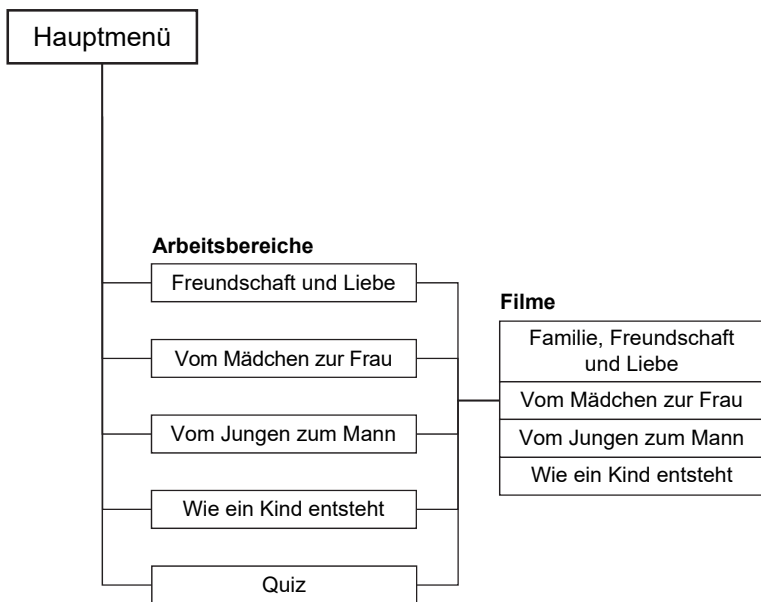 Hauptmenü
Arbeitsbereiche
Freundschaft und Liebe
Vom Mädchen zur Frau
Vom Jungen zum Mann
Wie ein Kind entsteht
Quiz
Filme
Familie, Freundschaft
und Liebe
Vom Mädchen zur Frau
Vom Jungen zum Mann
Wie ein Kind entsteht